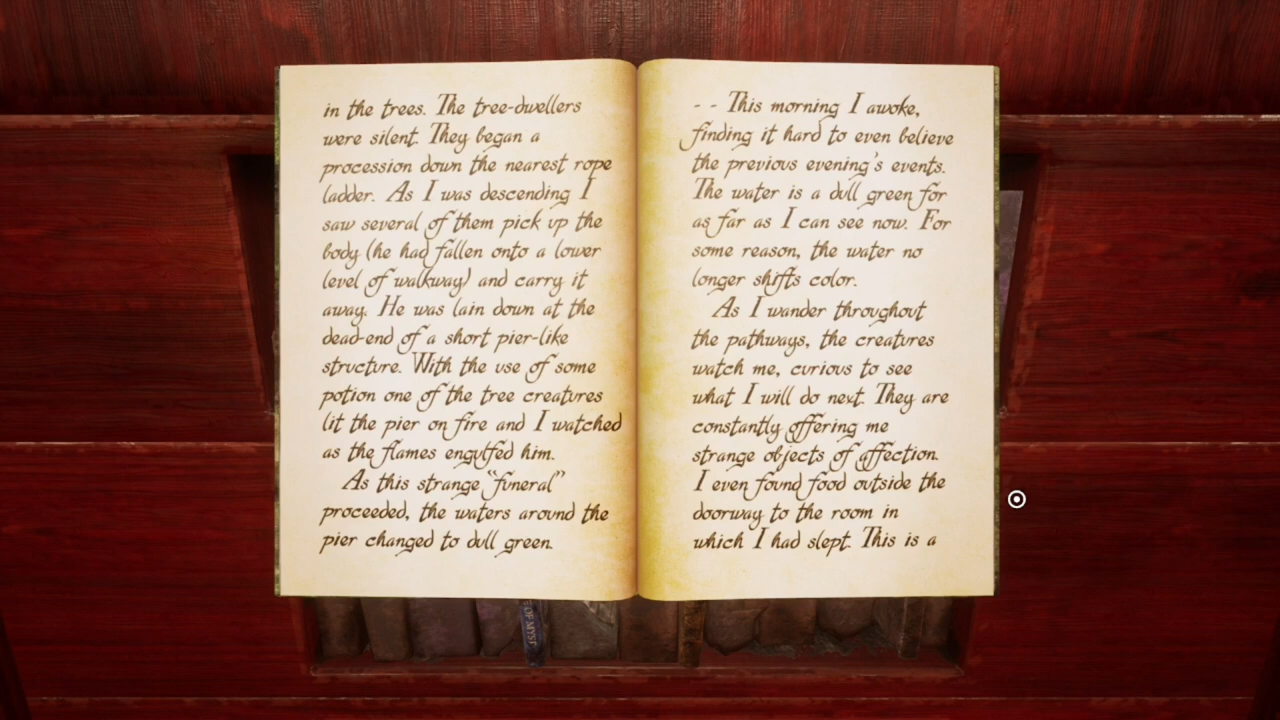 in the trees. The tree-dwellers
were silent. They began a
procession down the nearest rope
ladder. As I was descending I
saw several of them pick up the
body (he had fallen onto a lower
level of walkway) and carry it
away. He was lain down at the
dead-end of a short pier-like
structure. With the use of some
potion one of the tree creatures
lit the pier on fire and I watched
as the flames engulfed him.
As this strange "funeral"
proceeded, the waters around the
pier changed to dull green.
- - This morning I awoke,
finding it hard to even believe
the previous evening's events.
The water is a dull green for
as far as I can see now. For
some reason, the water no
longer shifts color.
As I wander throughout
the pathways, the creatures
watch me, curious to see
what I will do next. They are
constantly offering me
strange objects of affection.
I even found food outside the
doorway to the room in
which I had slept. This is a
OF MYST